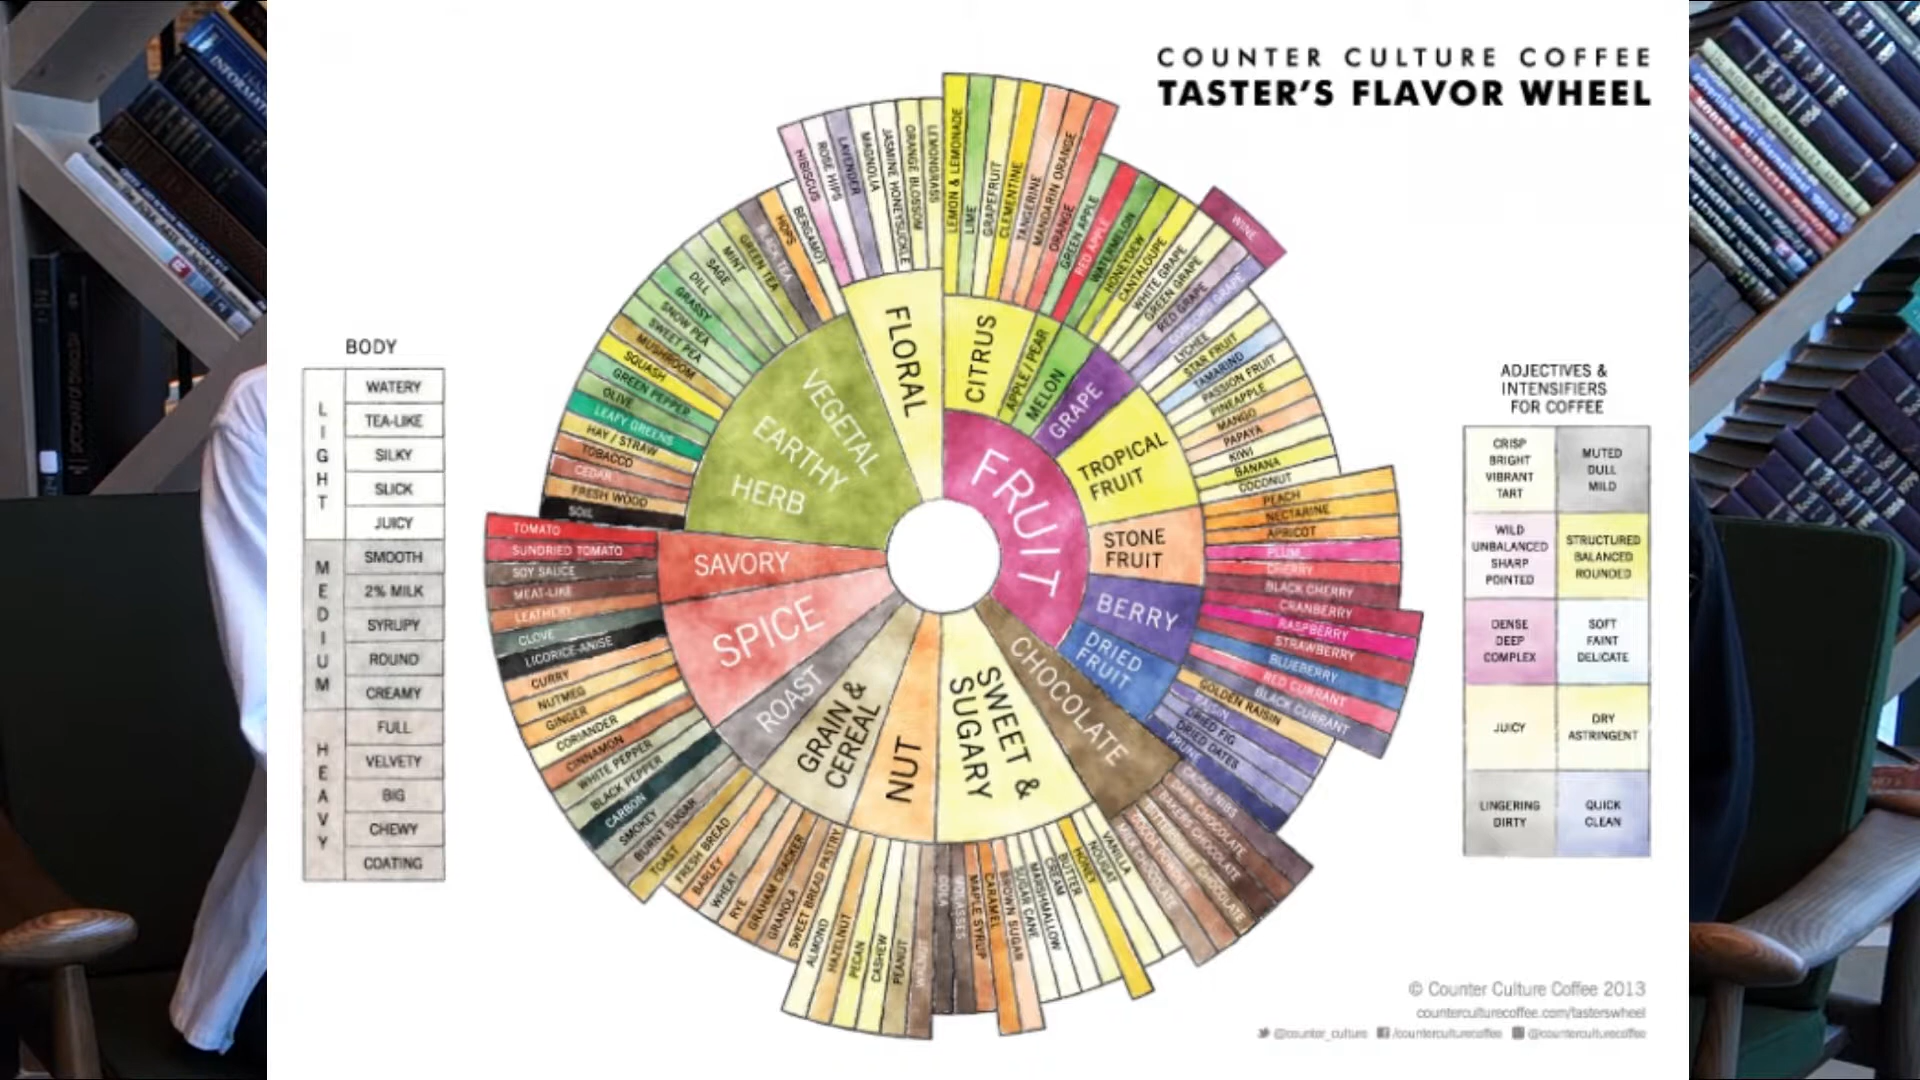 COUNTER CULTURE COFFEE
TASTER'S FLAVOR WHEEL
BODY
LIGHT
WATERY
TEA-LIKE
SILKY
SLICK
JUICY
MEDIUM
SMOOTH
2% MILK
SYRUPY
ROUND
CREAMY
HEAVY
FULL
VELVETY
BIG
CHEWY
COATING
FRUIT
CITRUS
LEMON & LEMONADE
LIME
GRAPEFRUIT
CLEMENTINE
TANGERINE
MANDARIN ORANGE
ORANGE
APPLE / PEAR
GREEN APPLE
RED APPLE
MELON
WATERMELON
HONEYDEW
CANTALOUPE
GRAPE
WHITE GRAPE
GREEN GRAPE
RED GRAPE
CONCORD GRAPE
WINE
TROPICAL
FRUIT
LYCHEE
STAR FRUIT
TAMARIND
PASSION FRUIT
PINEAPPLE
MANGO
PAPAYA
KIWI
BANANA
COCONUT
STONE
FRUIT
PEACH
NECTARINE
APRICOT
PLUM
CHERRY
BLACK CHERRY
BERRY
CRANBERRY
RASPBERRY
STRAWBERRY
BLUEBERRY
RED CURRANT
BLACK CURRANT
DRIED
FRUIT
GOLDEN RAISIN
RAISIN
DRIED FIG
DRIED DATES
PRUNE
CHOCOLATE
CACAO NIBS
DARK CHOCOLATE
BAKERS CHOCOLATE
BITTERSWEET CHOCOLATE
COCOA POWDER
MILK CHOCOLATE
SWEET &
SUGARY
VANILLA
NOUGAT
HONEY
BUTTER
CREAM
MARSHMALLOW
SUGAR CANE
BROWN SUGAR
CARAMEL
MAPLE SYRUP
MOLASSES
COLA
NUT
WALNUT
PEANUT
CASHEW
PECAN
HAZELNUT
ALMOND
GRAIN &
CEREAL
SWEET BREAD PASTRY
GRANOLA
GRAHAM CRACKER
RYE
WHEAT
BARLEY
FRESH BREAD
ROAST
TOAST
BURNT SUGAR
SMOKEY
CARBON
SPICE
BLACK PEPPER
WHITE PEPPER
CINNAMON
CORIANDER
GINGER
NUTMEG
CURRY
LICORICE-ANISE
CLOVE
SAVORY
LEATHERY
MEAT-LIKE
SOY SAUCE
SUNDRIED TOMATO
TOMATO
VEGETAL
EARTHY
HERB
SOIL
FRESH WOOD
CEDAR
TOBACCO
HAY / STRAW
LEAFY GREENS
OLIVE
GREEN PEPPER
SQUASH
MUSHROOM
SWEET PEA
SNOW PEA
GRASSY
DILL
SAGE
MINT
GREEN TEA
BLACK TEA
HOPS
BERGAMOT
FLORAL
HIBISCUS
ROSE HIPS
LAVENDER
MAGNOLIA
JASMINE HONEYSUCKLE
ORANGE BLOSSOM
LEMONGRASS
ADJECTIVES &
INTENSIFIERS
FOR COFFEE
CRISP
BRIGHT
VIBRANT
TART
MUTED
DULL
MILD
WILD
UNBALANCED
SHARP
POINTED
STRUCTURED
BALANCED
ROUNDED
DENSE
DEEP
COMPLEX
SOFT
FAINT
DELICATE
JUICY
DRY
ASTRINGENT
LINGERING
DIRTY
QUICK
CLEAN
© Counter Culture Coffee 2013
counterculturecoffee.com/tasterswheel
@counter_culture /counterculturecoffee @counterculturecoffee